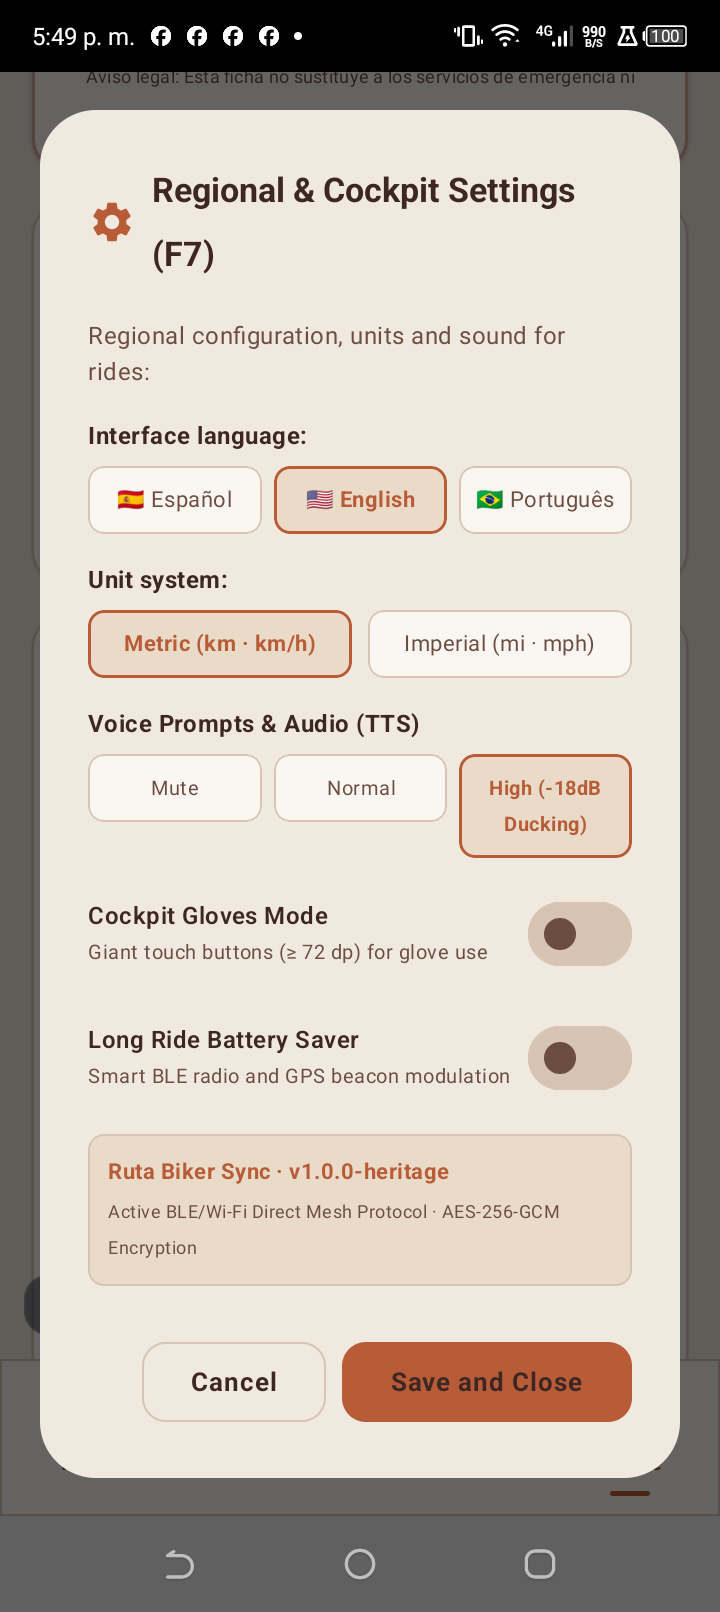 5:49 p. m.
4G
990
B/S
100
Aviso legal: Esta ficha no sustituye a los servicios de emergencia ni
Regional & Cockpit Settings
(F7)
Regional configuration, units and sound for
rides:
Interface language:
🇪🇸 Español
🇺🇸 English
🇧🇷 Português
Unit system:
Metric (km · km/h)
Imperial (mi · mph)
Voice Prompts & Audio (TTS)
Mute
Normal
High (-18dB
Ducking)
Cockpit Gloves Mode
Giant touch buttons (≥ 72 dp) for glove use
Long Ride Battery Saver
Smart BLE radio and GPS beacon modulation
Ruta Biker Sync · v1.0.0-heritage
Active BLE/Wi-Fi Direct Mesh Protocol · AES-256-GCM
Encryption
Cancel
Save and Close